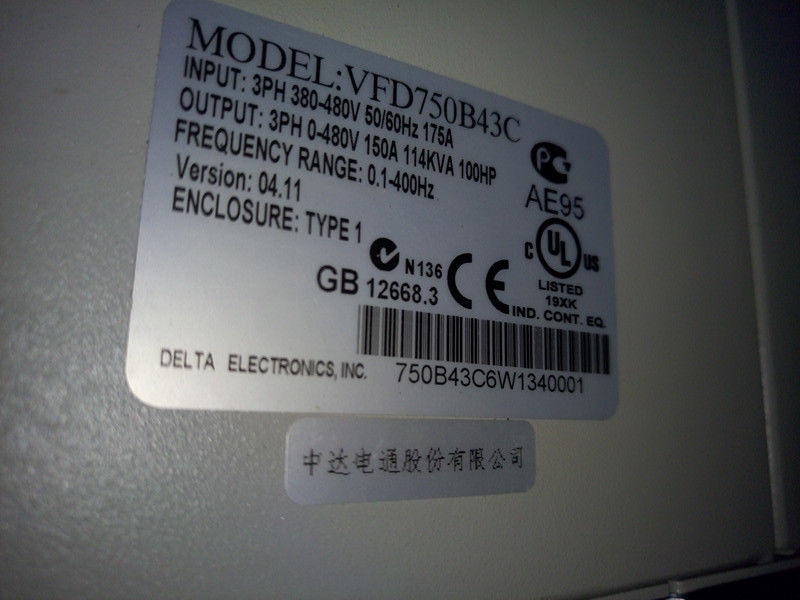 MODEL:VFD750B43C
INPUT: 3PH 380-480V 50/60Hz 175A
OUTPUT: 3PH 0-480V 150A 114KVA 100HP
FREQUENCY RANGE: 0.1-400Hz
Version: 04.11
ENCLOSURE: TYPE 1
PG
AE95
N136
GB 12668.3
CE
C UL US
LISTED
19XK
IND. CONT. EQ.
DELTA ELECTRONICS, INC.
750B43C6W1340001
中达电通股份有限公司